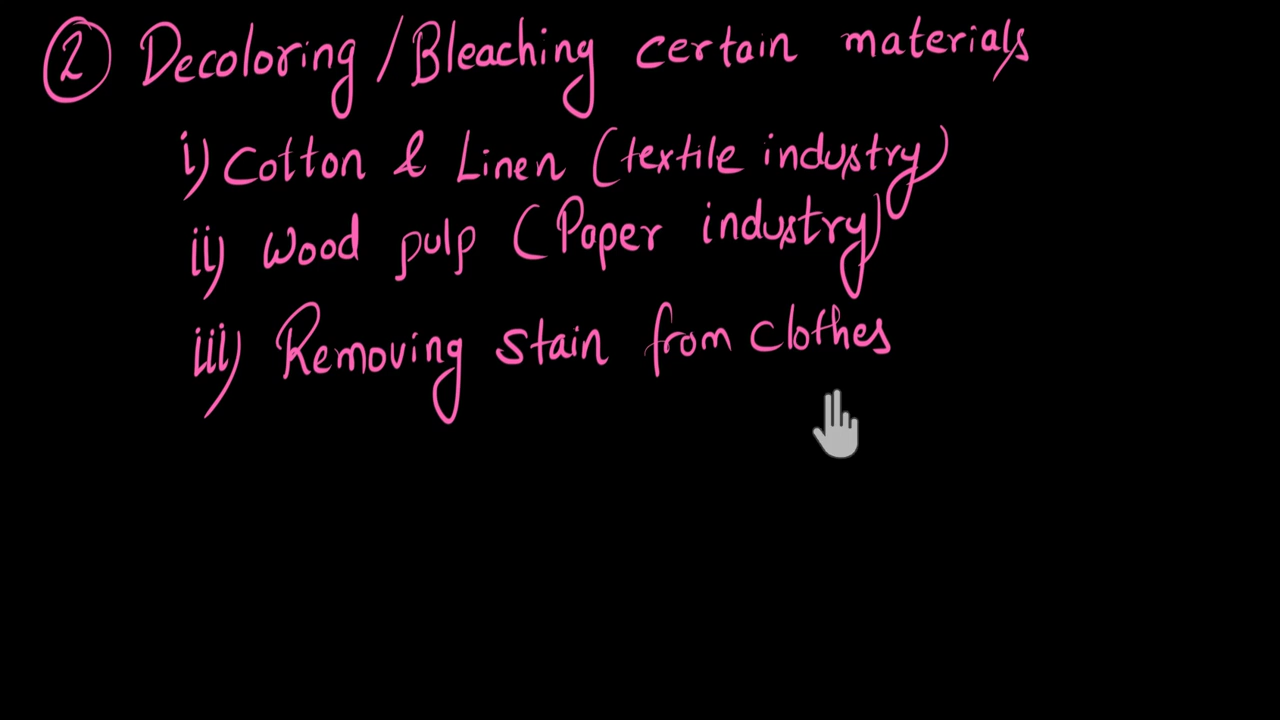 2 Decoloring/Bleaching certain materials
i) Cotton & Linen (textile industry)
ii) Wood pulp (Paper industry)
iii) Removing stain from clothes